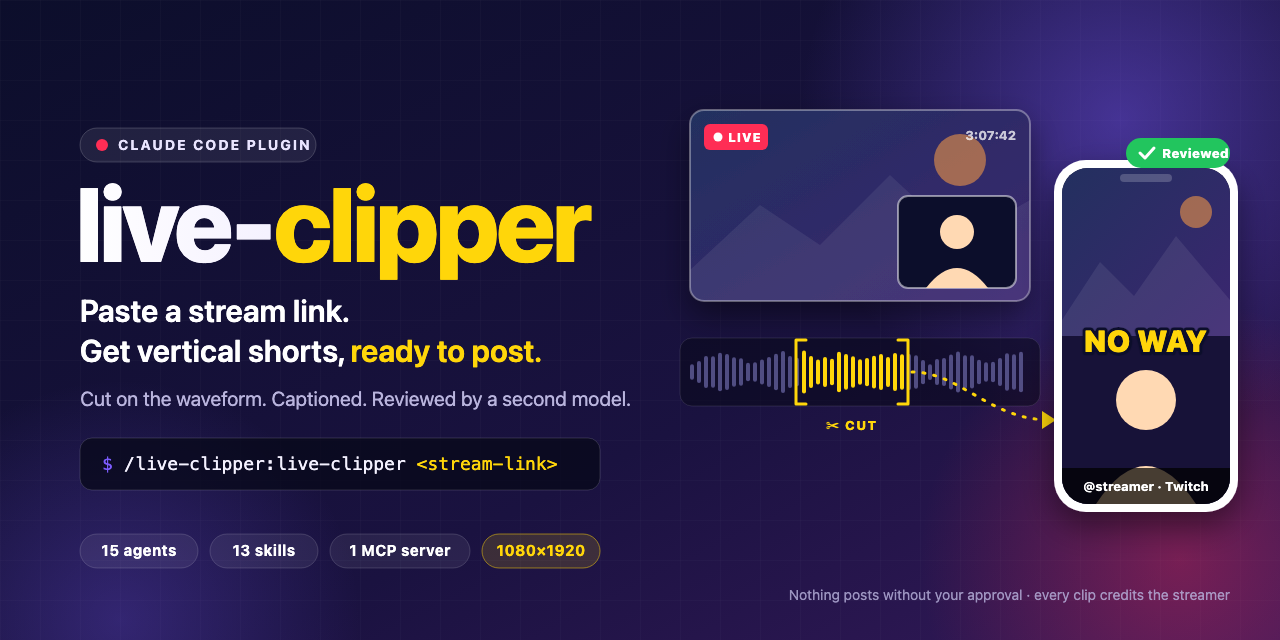 CLAUDE CODE PLUGIN
live-clipper
Paste a stream link.
Get vertical shorts, ready to post.
Cut on the waveform. Captioned. Reviewed by a second model.
$ /live-clipper:live-clipper <stream-link>
15 agents
13 skills
1 MCP server
1080×1920
LIVE
3:07:42
✂ CUT
Reviewed
NO WAY
@streamer · Twitch
Nothing posts without your approval · every clip credits the streamer